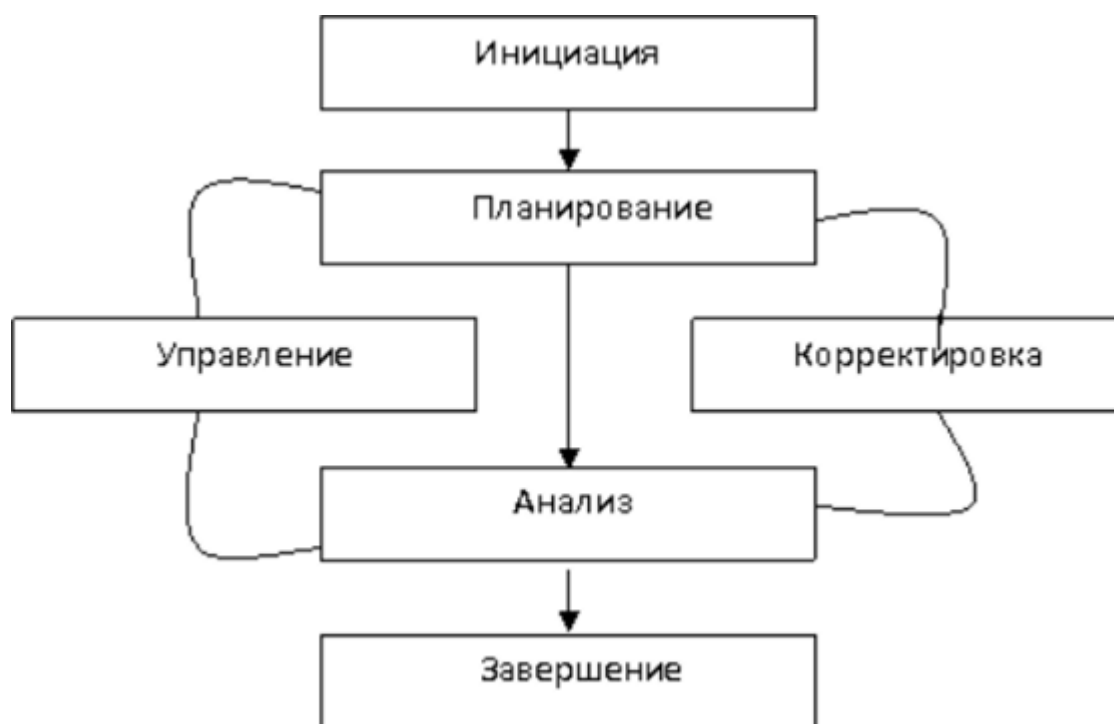 Инициация
Планирование
Управление
Корректировка
Анализ
Завершение